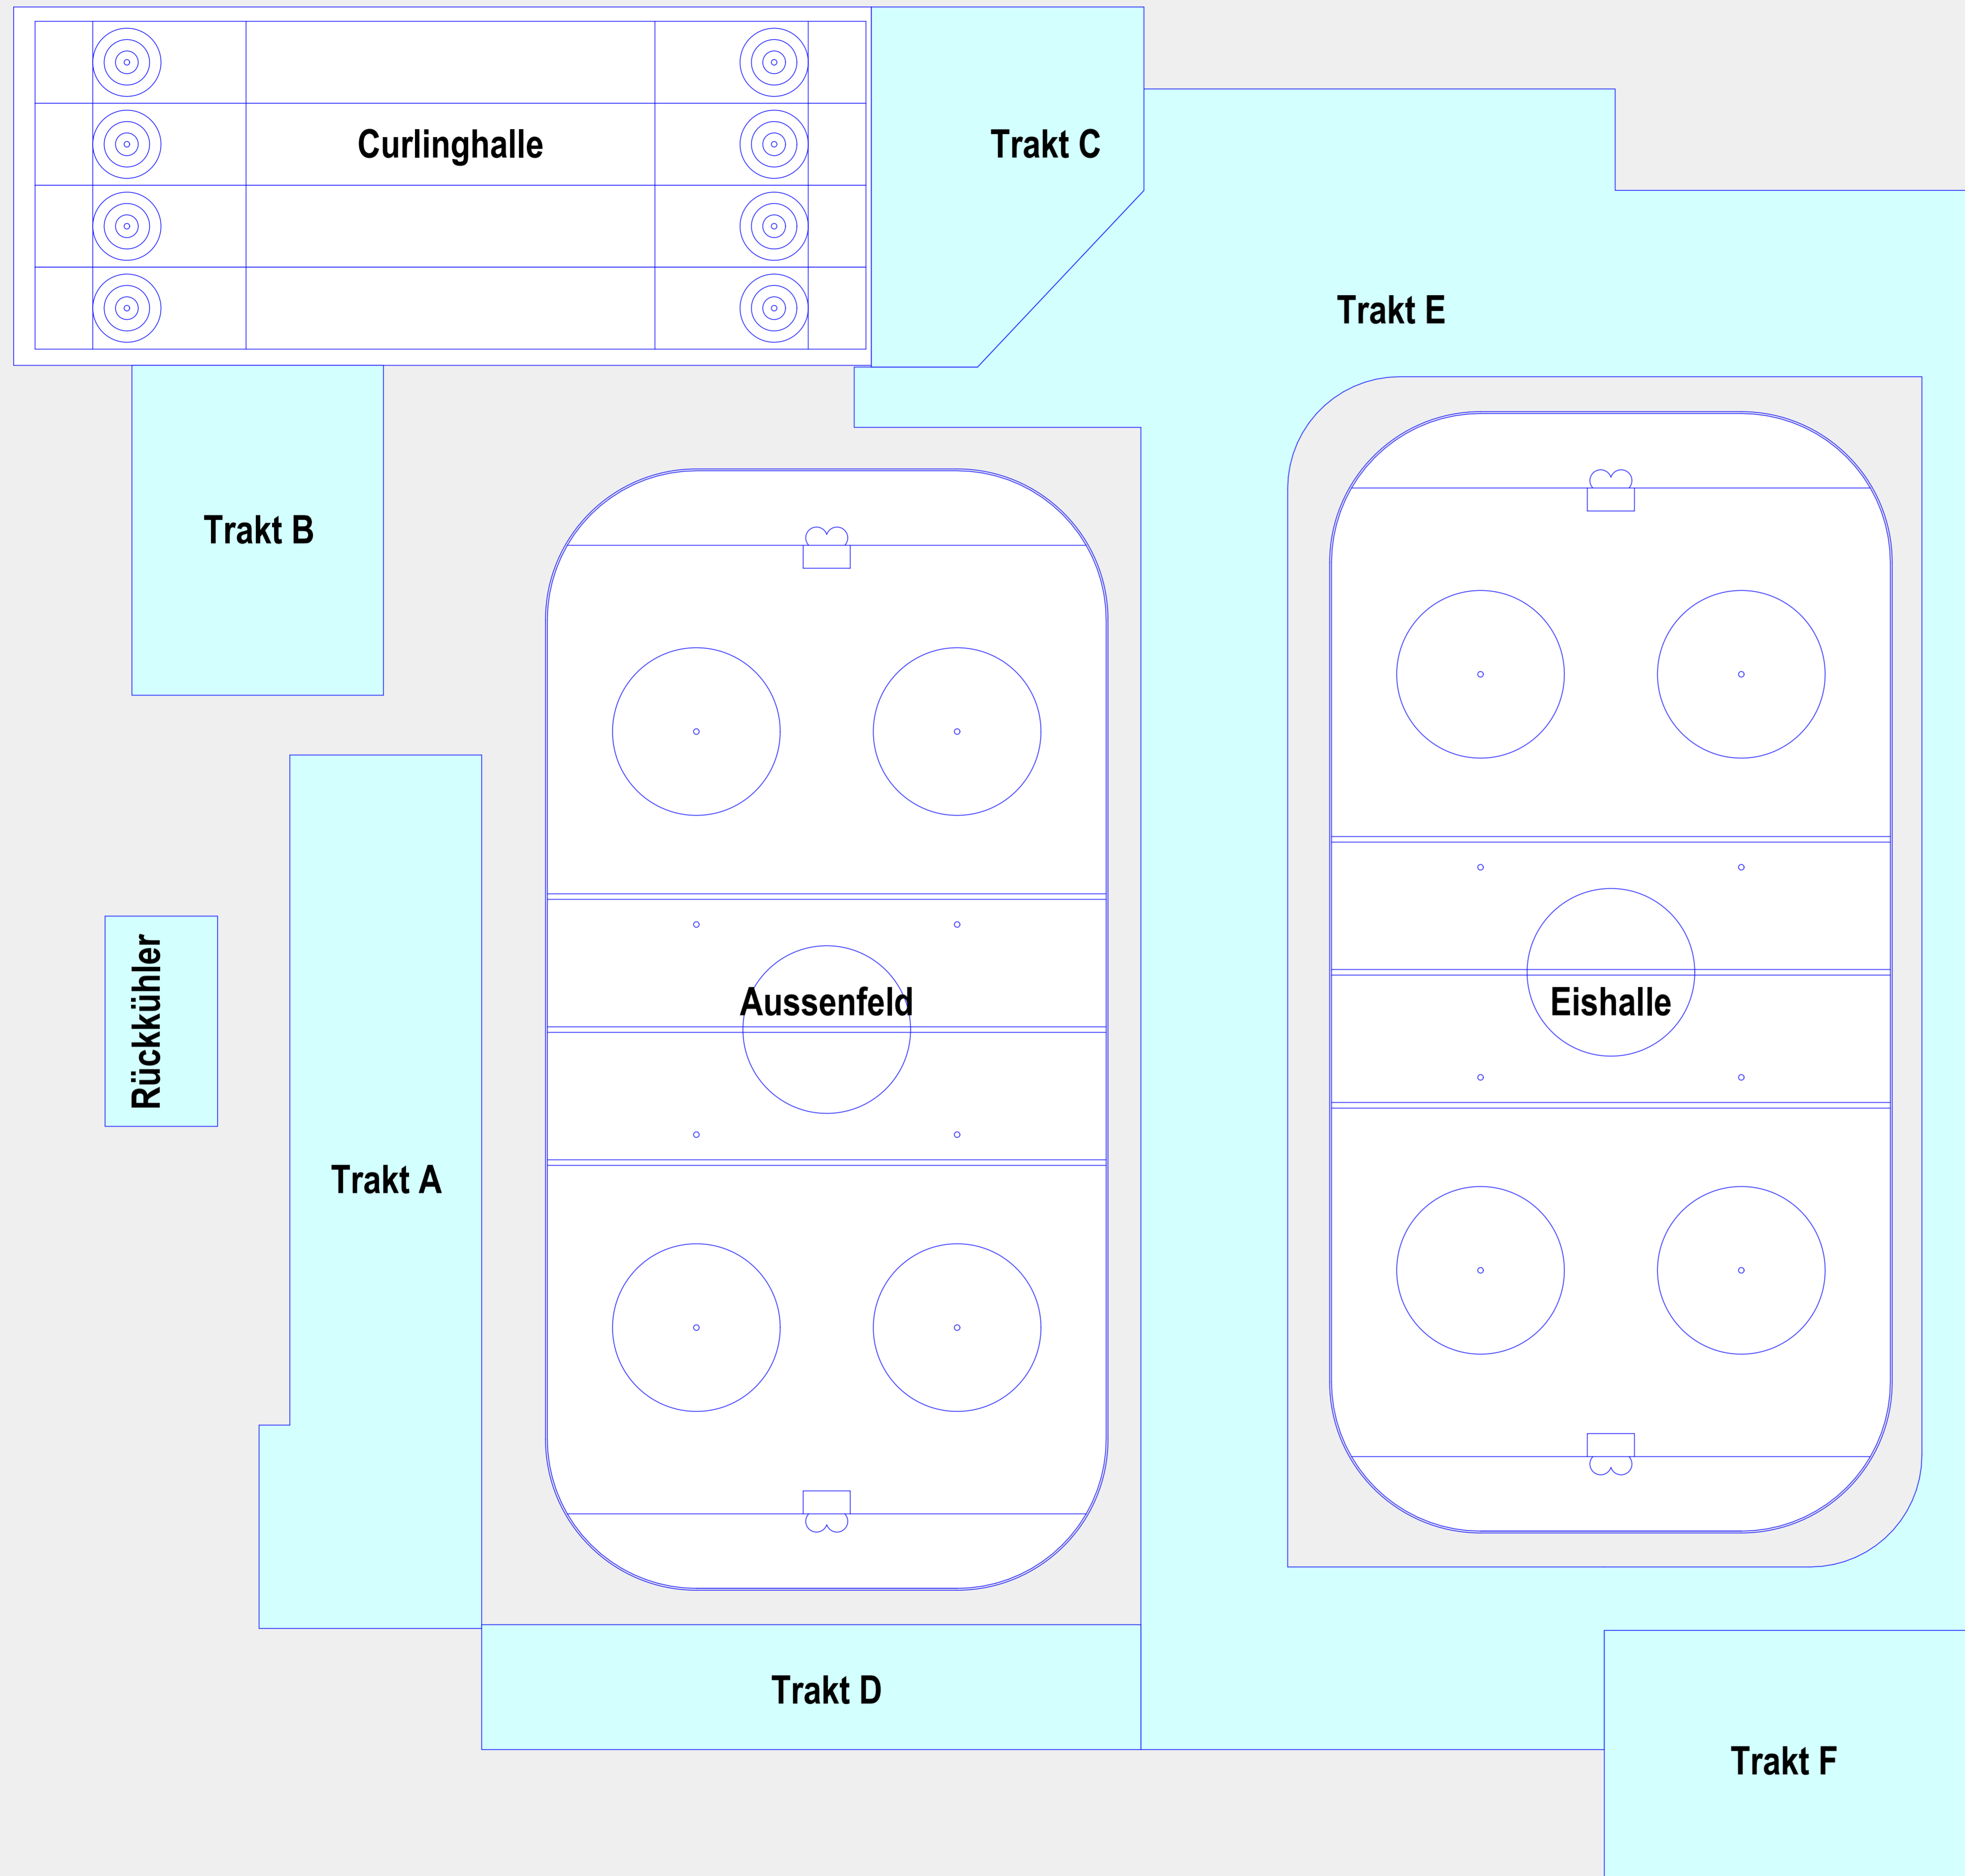 Curlinghalle
Trakt C
Trakt E
Trakt B
Rückkühler
Aussenfeld
Eishalle
Trakt A
Trakt D
Trakt F